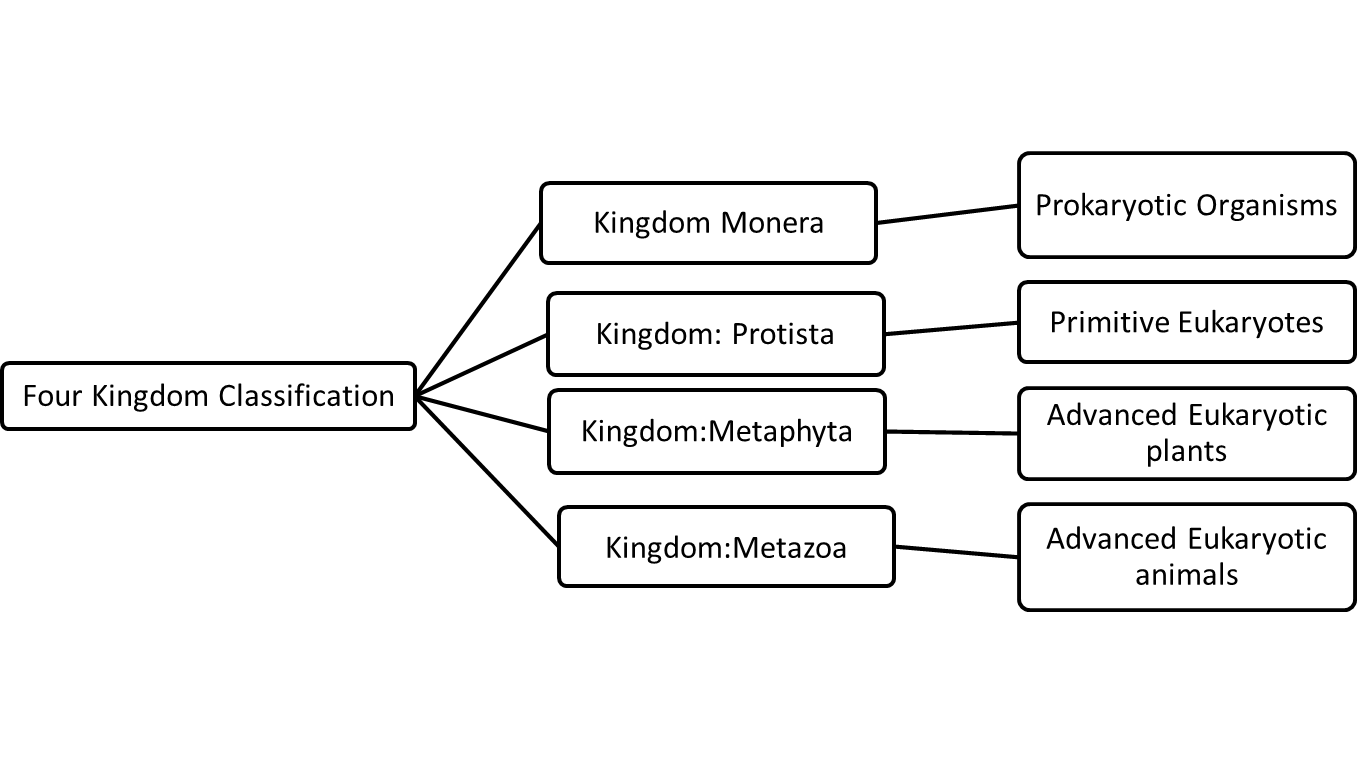 Four Kingdom Classification
Kingdom Monera
Prokaryotic Organisms
Kingdom: Protista
Primitive Eukaryotes
Kingdom:Metaphyta
Advanced Eukaryotic
plants
Kingdom:Metazoa
Advanced Eukaryotic
animals